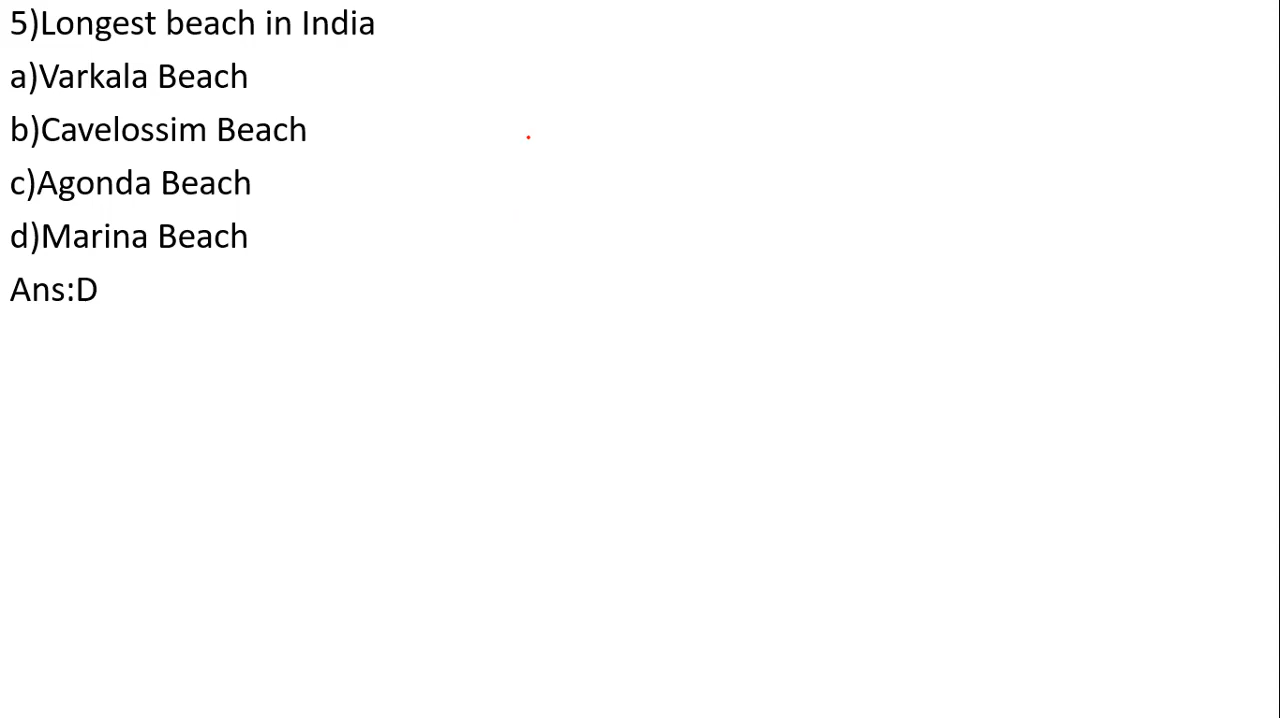 5)Longest beach in India
a)Varkala Beach
b)Cavelossim Beach
c)Agonda Beach
d)Marina Beach
Ans:D